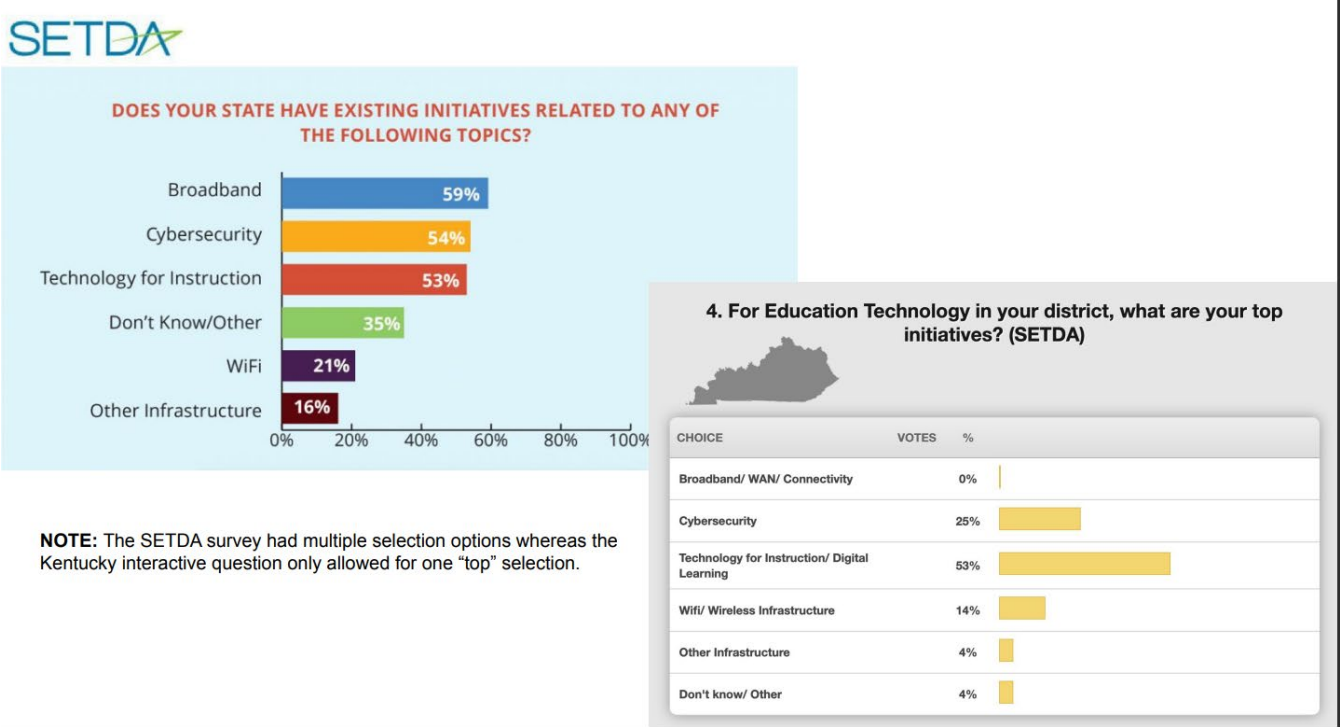 SETDA
DOES YOUR STATE HAVE EXISTING INITIATIVES RELATED TO ANY OF
THE FOLLOWING TOPICS?
Broadband 59%
Cybersecurity 54%
Technology for Instruction 53%
Don’t Know/Other 35%
WiFi 21%
Other Infrastructure 16%
0% 20% 40% 60% 80% 100%
NOTE: The SETDA survey had multiple selection options whereas the
Kentucky interactive question only allowed for one “top” selection.
4. For Education Technology in your district, what are your top
initiatives? (SETDA)
CHOICE VOTES %
Broadband/ WAN/ Connectivity 0%
Cybersecurity 25%
Technology for Instruction/ Digital
Learning 53%
Wifi/ Wireless Infrastructure 14%
Other Infrastructure 4%
Don't know/ Other 4%